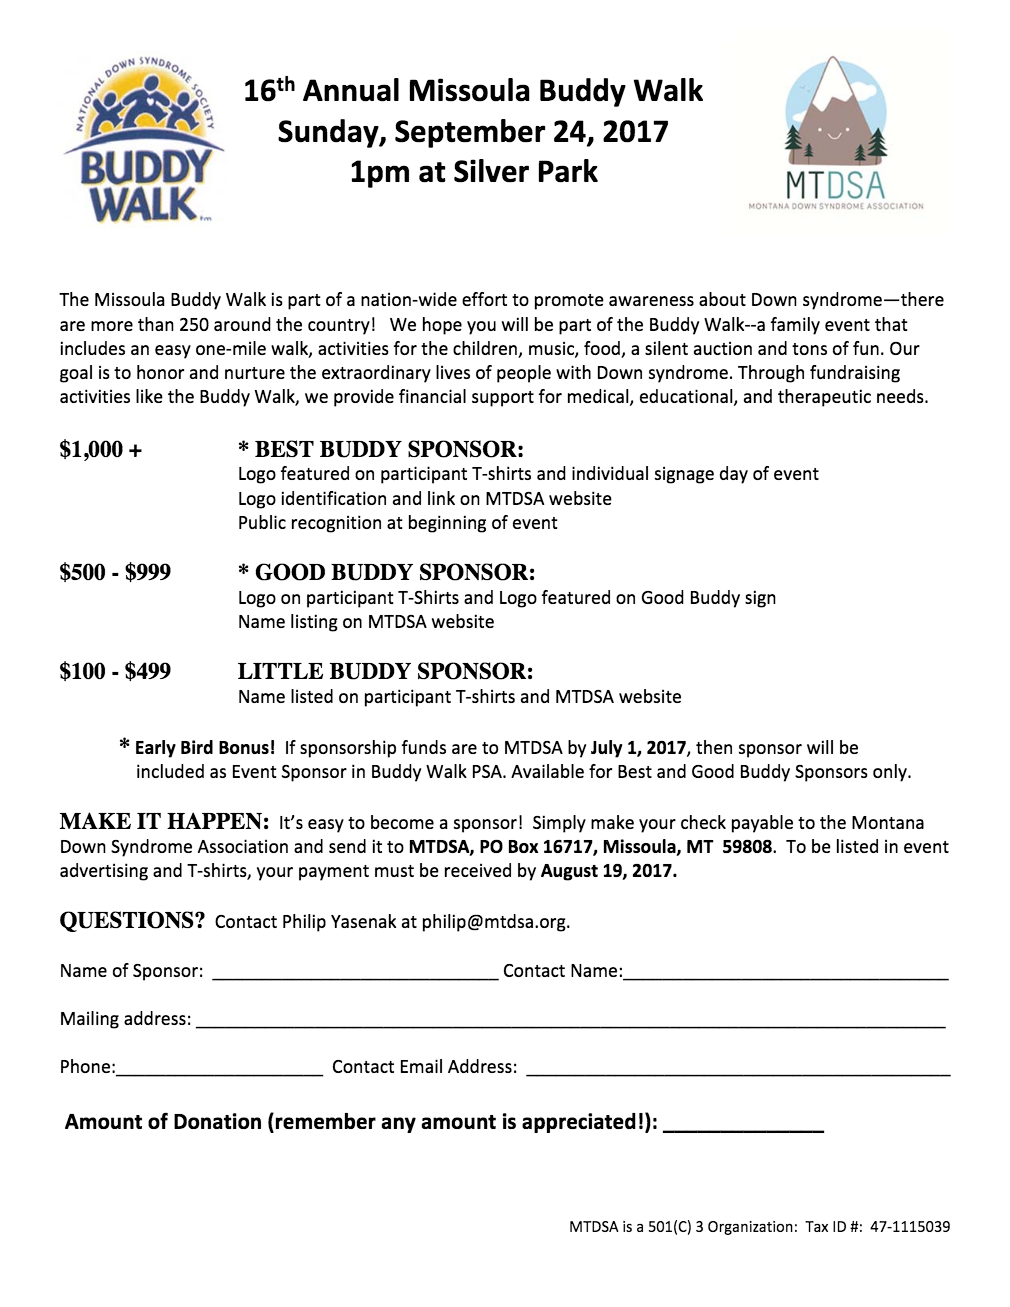 NATIONAL DOWN SYNDROME SOCIETY
BUDDY
WALK™
16th Annual Missoula Buddy Walk
Sunday, September 24, 2017
1pm at Silver Park
MTDSA
MONTANA DOWN SYNDROME ASSOCIATION
The Missoula Buddy Walk is part of a nation-wide effort to promote awareness about Down syndrome—there
are more than 250 around the country!   We hope you will be part of the Buddy Walk--a family event that
includes an easy one-mile walk, activities for the children, music, food, a silent auction and tons of fun. Our
goal is to honor and nurture the extraordinary lives of people with Down syndrome. Through fundraising
activities like the Buddy Walk, we provide financial support for medical, educational, and therapeutic needs.
$1,000 + * BEST BUDDY SPONSOR:
Logo featured on participant T-shirts and individual signage day of event
Logo identification and link on MTDSA website
Public recognition at beginning of event
$500 - $999 * GOOD BUDDY SPONSOR:
Logo on participant T-Shirts and Logo featured on Good Buddy sign
Name listing on MTDSA website
$100 - $499 LITTLE BUDDY SPONSOR:
Name listed on participant T-shirts and MTDSA website
* Early Bird Bonus!  If sponsorship funds are to MTDSA by July 1, 2017, then sponsor will be
included as Event Sponsor in Buddy Walk PSA. Available for Best and Good Buddy Sponsors only.
MAKE IT HAPPEN:  It’s easy to become a sponsor!  Simply make your check payable to the Montana
Down Syndrome Association and send it to MTDSA, PO Box 16717, Missoula, MT  59808.  To be listed in event
advertising and T-shirts, your payment must be received by August 19, 2017.
QUESTIONS?  Contact Philip Yasenak at philip@mtdsa.org.
Name of Sponsor:  ______________________________ Contact Name:__________________________________
Mailing address: ______________________________________________________________________________
Phone:______________________  Contact Email Address:  ____________________________________________
Amount of Donation (remember any amount is appreciated!): ______________
MTDSA is a 501(C) 3 Organization:  Tax ID #:  47-1115039